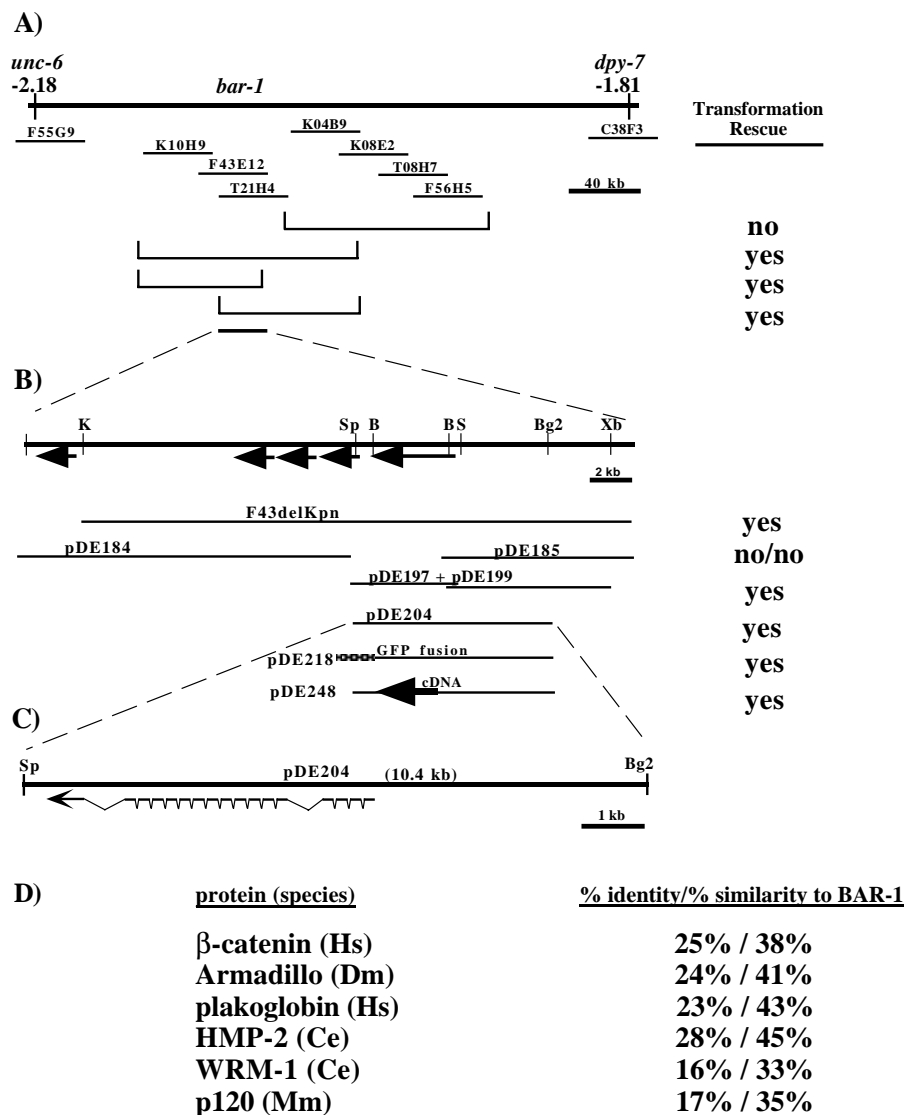 A)
unc-6
-2.18
bar-1
dpy-7
-1.81
Transformation
Rescue
F55G9
K04B9
C38F3
K10H9
K08E2
F43E12
T08H7
T21H4
F56H5
40 kb
no
yes
yes
yes
B)
K
Sp
B
BS
Bg2
Xb
2 kb
F43delKpn
yes
pDE184
pDE185
no/no
pDE197 + pDE199
yes
pDE204
yes
pDE218
GFP fusion
yes
pDE248
cDNA
yes
C)
Sp
pDE204
(10.4 kb)
Bg2
1 kb
D)
protein (species)
% identity/% similarity to BAR-1
β-catenin (Hs)
25% / 38%
Armadillo (Dm)
24% / 41%
plakoglobin (Hs)
23% / 43%
HMP-2 (Ce)
28% / 45%
WRM-1 (Ce)
16% / 33%
p120 (Mm)
17% / 35%